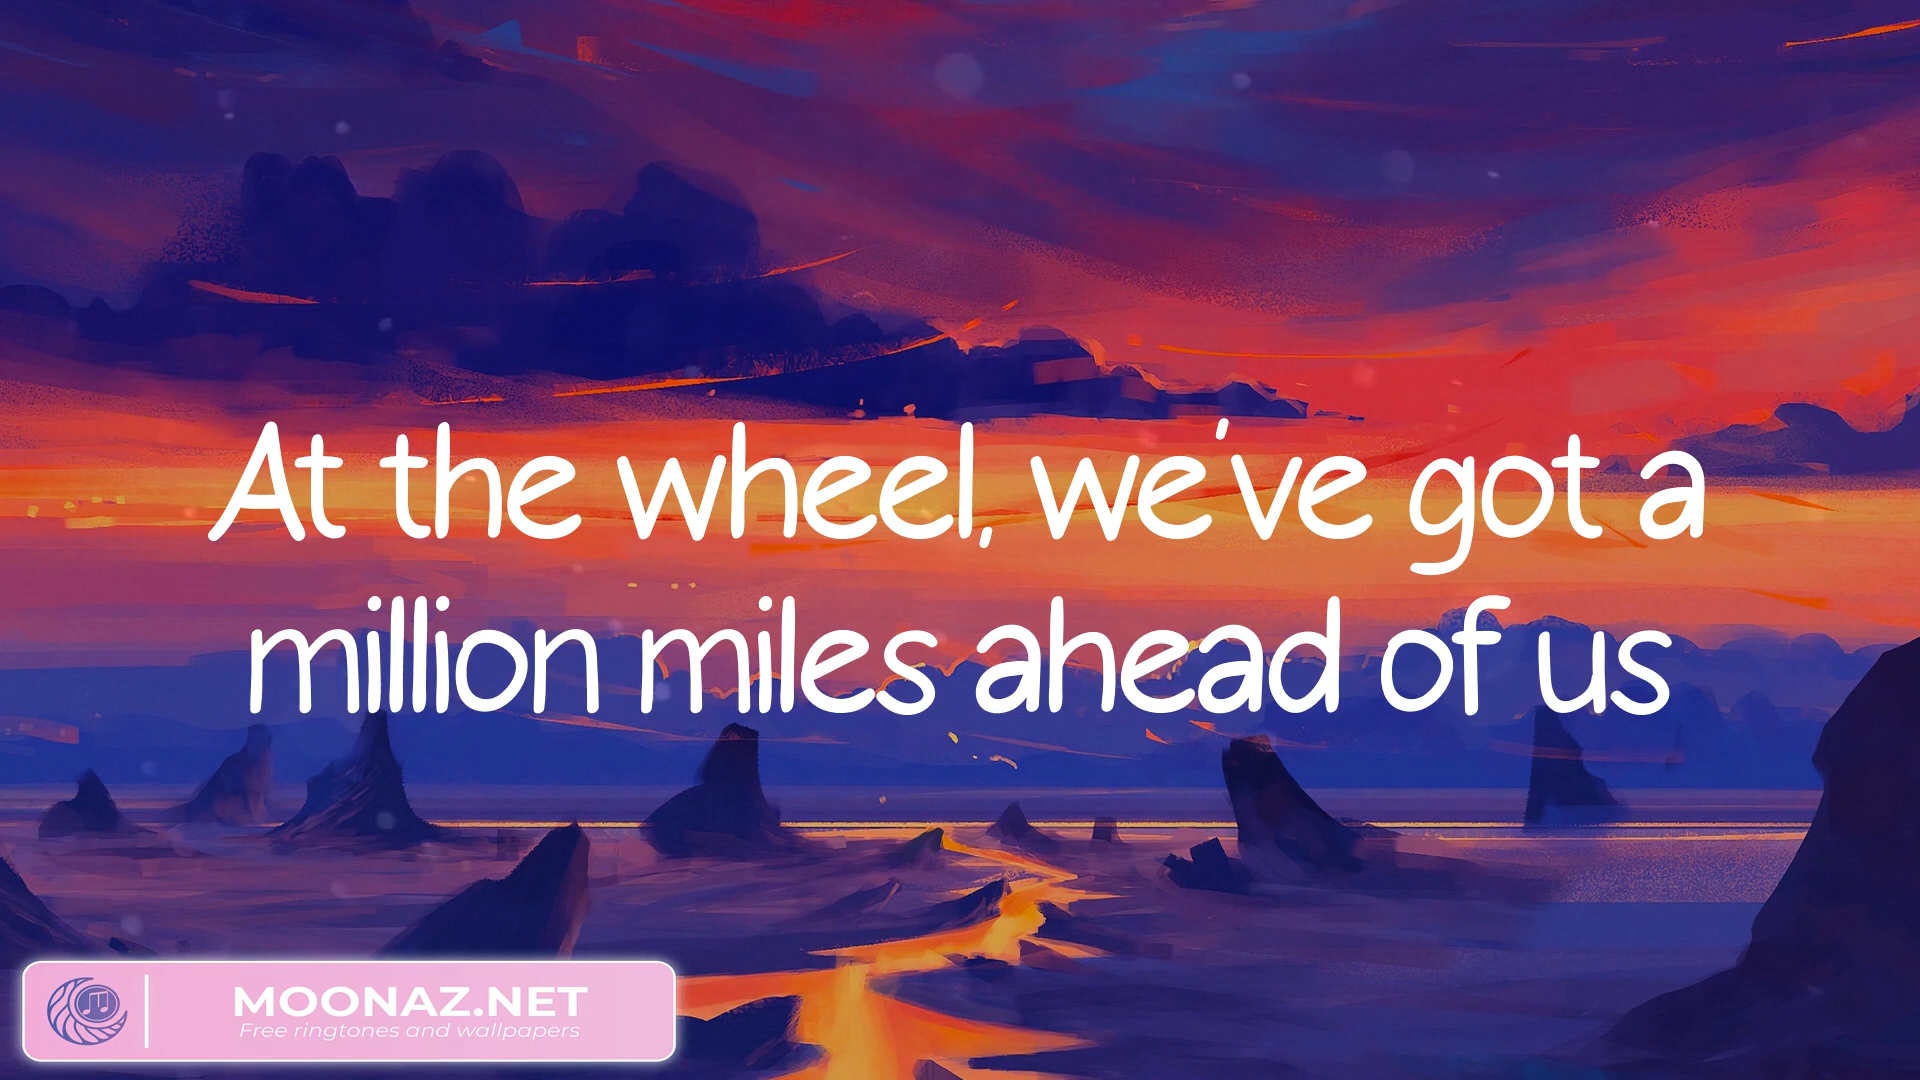 At the wheel, we've got a
million miles ahead of us
MOONAZ.NET
Free ringtones and wallpapers